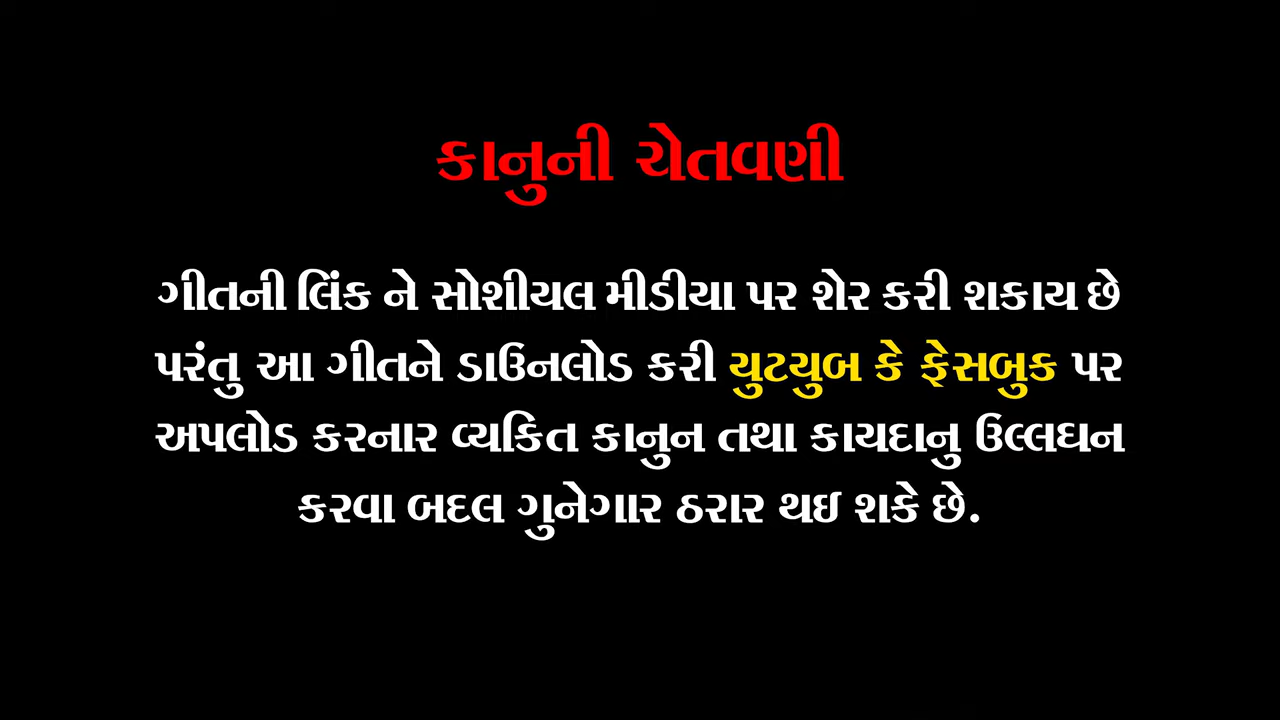 કાનુની ચેતવણી
ગીતની લિંક ને સોશીયલ મીડીયા પર શેર કરી શકાય છે
પરંતુ આ ગીતને ડાઉનલોડ કરી યુટયુબ કે ફેસબુક પર
અપલોડ કરનાર વ્યકિત કાનુન તથા કાયદાનુ ઉલ્લઘન
કરવા બદલ ગુનેગાર ઠરાર થઇ શકે છે.